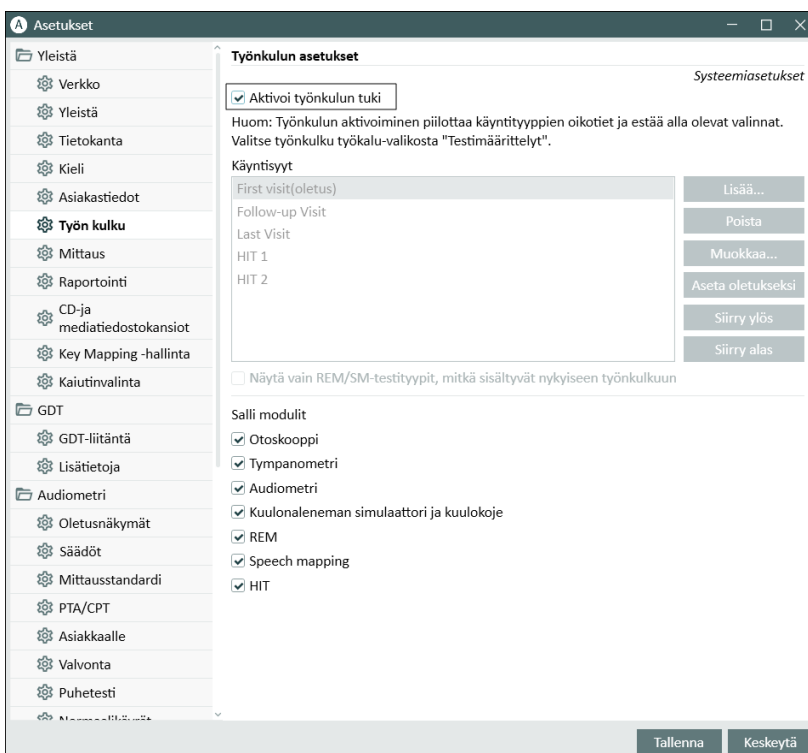 A Asetukset
Yleistä
Verkko
Yleistä
Tietokanta
Kieli
Asiakastiedot
Työn kulku
Mittaus
Raportointi
CD-ja
mediatiedostokansiot
Key Mapping -hallinta
Kaiutinvalinta
GDT
GDT-liitäntä
Lisätietoja
Audiometri
Oletusnäkymät
Säädöt
Mittausstandardi
PTA/CPT
Asiakkaalle
Valvonta
Puhetesti
Työnkulun asetukset
Systeemiasetukset
Aktivoi työnkulun tuki
Huom: Työnkulun aktivoiminen piilottaa käyntityyppien oikotiet ja estää alla olevat valinnat.
Valitse työnkulku työkalu-valikosta "Testimäärittelyt".
Käyntisyyt
First visit(oletus)
Follow-up Visit
Last Visit
HIT 1
HIT 2
Lisää...
Poista
Muokkaa...
Aseta oletukseksi
Siirry ylös
Siirry alas
Näytä vain REM/SM-testityypit, mitkä sisältyvät nykyiseen työnkulkuun
Salli modulit
Otoskooppi
Tympanometri
Audiometri
Kuulonaleneman simulaattori ja kuulokoje
REM
Speech mapping
HIT
Tallenna
Keskeytä